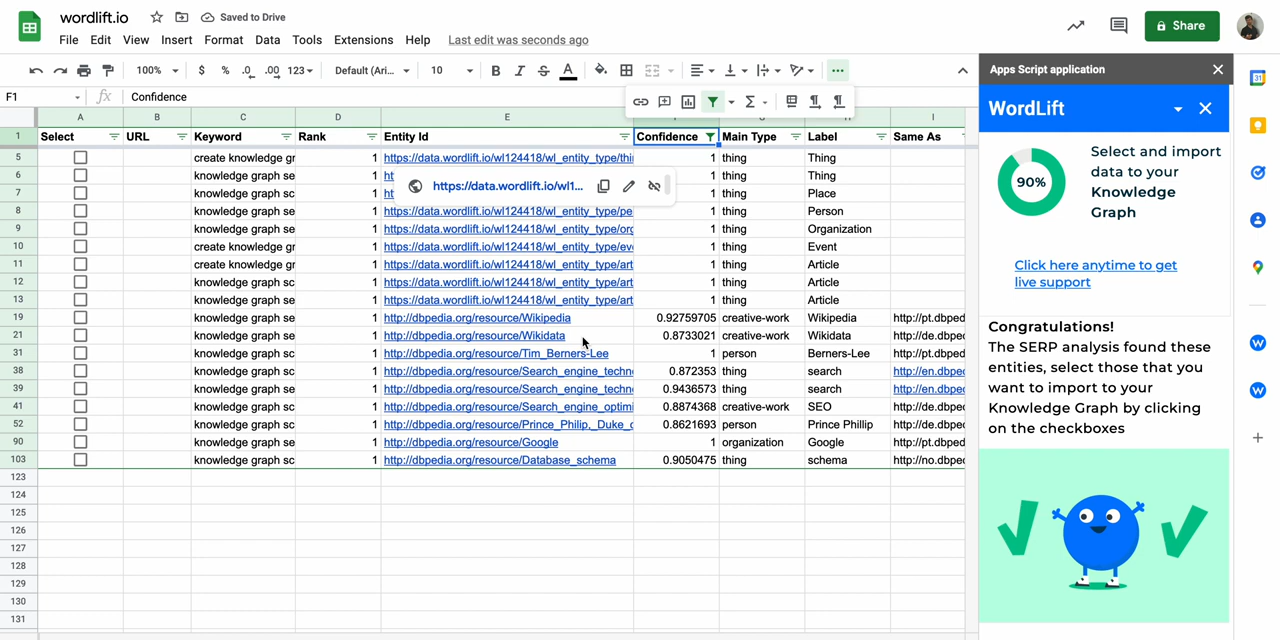 wordlift.io Saved to Drive
File Edit View Insert Format Data Tools Extensions Help Last edit was seconds ago
Share
100% $ % .0 .00 123 Default (Ari... 10 B I S A
F1 fx Confidence
Apps Script application
WordLift
A B C D E I
1 Select URL Keyword Rank Entity Id Confidence Main Type Label Same As
5 create knowledge gr 1 https://data.wordlift.io/wl124418/wl_entity_type/thi 1 thing Thing
6 knowledge graph se 1 ht 1 thing Thing
https://data.wordlift.io/wl1...
7 knowledge graph sc 1 ht 1 thing Place
8 knowledge graph se 1 https://data.wordlift.io/wl124418/wl_entity_type/pe 1 thing Person
9 knowledge graph se 1 https://data.wordlift.io/wl124418/wl_entity_type/org 1 thing Organization
10 create knowledge gr 1 https://data.wordlift.io/wl124418/wl_entity_type/eve 1 thing Event
11 create knowledge gr 1 https://data.wordlift.io/wl124418/wl_entity_type/art 1 thing Article
12 knowledge graph sc 1 https://data.wordlift.io/wl124418/wl_entity_type/art 1 thing Article
13 knowledge graph se 1 https://data.wordlift.io/wl124418/wl_entity_type/art 1 thing Article
19 knowledge graph se 1 http://dbpedia.org/resource/Wikipedia 0.92759705 creative-work Wikipedia http://pt.dbped
21 knowledge graph se 1 http://dbpedia.org/resource/Wikidata 0.8733021 creative-work Wikidata http://de.dbped
31 knowledge graph sc 1 http://dbpedia.org/resource/Tim_Berners-Lee 1 person Berners-Lee http://pt.dbped
38 knowledge graph sc 1 http://dbpedia.org/resource/Search_engine_techn 0.872353 thing search http://en.dbped
39 knowledge graph sc 1 http://dbpedia.org/resource/Search_engine_techn 0.9436573 thing search http://en.dbped
41 knowledge graph sc 1 http://dbpedia.org/resource/Search_engine_optimi 0.8874368 creative-work SEO http://de.dbped
52 knowledge graph sc 1 http://dbpedia.org/resource/Prince_Philip,_Duke_o 0.8621693 person Prince Phillip http://de.dbped
90 knowledge graph se 1 http://dbpedia.org/resource/Google 1 organization Google http://pt.dbped
103 knowledge graph sc 1 http://dbpedia.org/resource/Database_schema 0.9050475 thing schema http://no.dbped
123
124
125
126
127
128
129
130
131
90%
Select and import
data to your
Knowledge
Graph
Click here anytime to get
live support
Congratulations!
The SERP analysis found these
entities, select those that you
want to import to your
Knowledge Graph by clicking
on the checkboxes